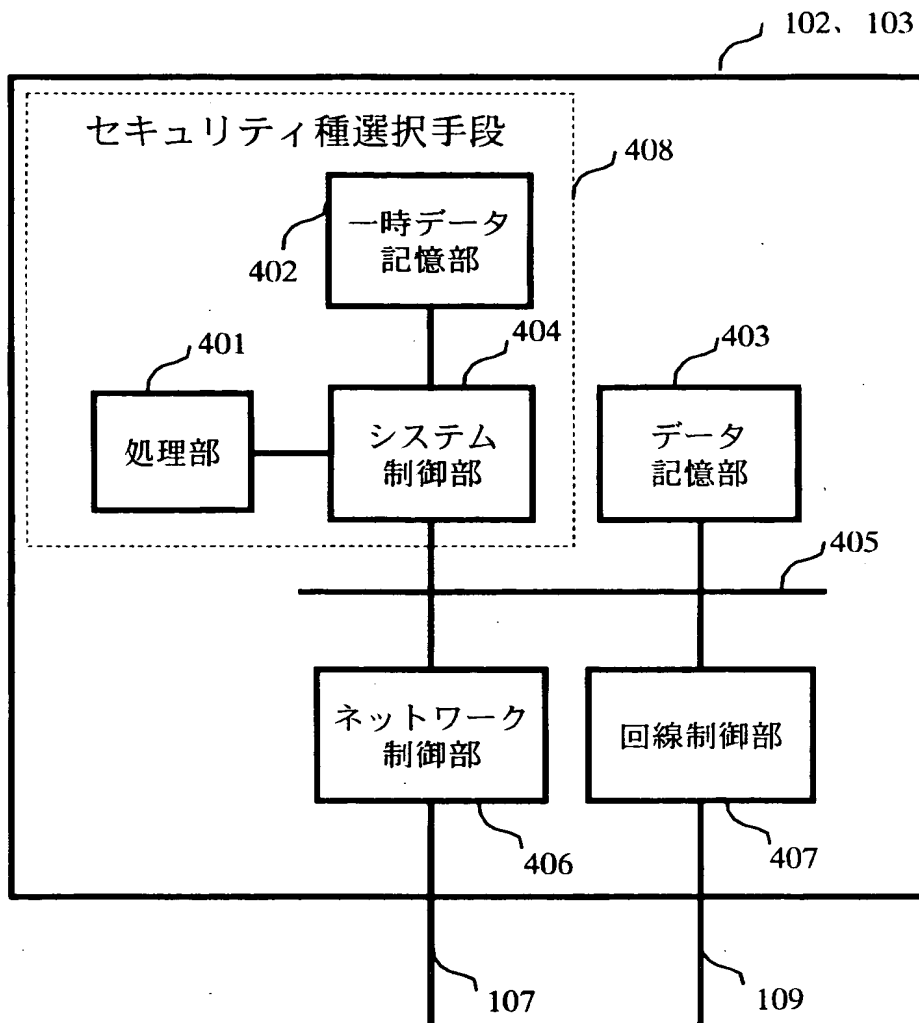 102、103
セキュリティ種選択手段
408
一時データ
記憶部
402
401
404
403
処理部
システム
制御部
データ
記憶部
405
ネットワーク
制御部
回線制御部
406
407
107
109